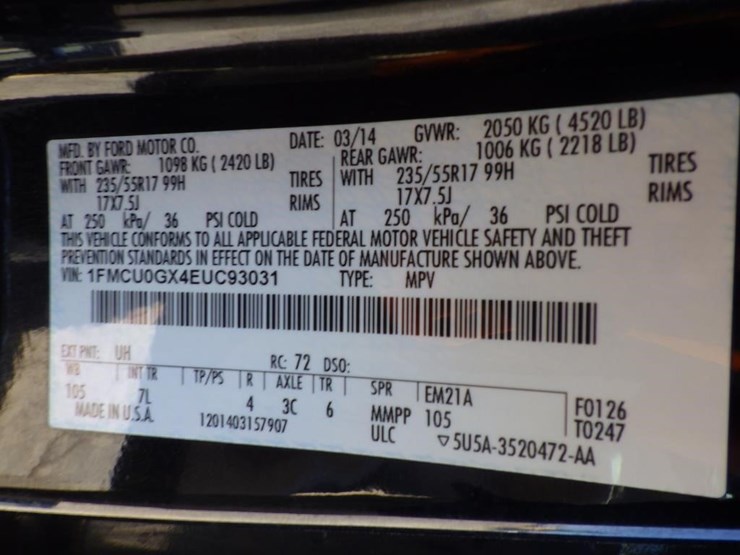 MFD. BY FORD MOTOR CO. DATE: 03/14 GVWR: 2050 KG ( 4520 LB)
FRONT GAWR: 1098 KG ( 2420 LB) REAR GAWR: 1006 KG ( 2218 LB)
WITH 235/55R17 99H TIRES WITH 235/55R17 99H TIRES
17X7.5J RIMS 17X7.5J RIMS
AT 250 kPa/ 36 PSI COLD AT 250 kPa/ 36 PSI COLD
THIS VEHICLE CONFORMS TO ALL APPLICABLE FEDERAL MOTOR VEHICLE SAFETY AND THEFT
PREVENTION STANDARDS IN EFFECT ON THE DATE OF MANUFACTURE SHOWN ABOVE.
VIN: 1FMCU0GX4EUC93031 TYPE: MPV
EXT PNT: UH RC: 72 DSO:
WB INT TR TP/PS R AXLE TR SPR EM21A F0126
105 7L 4 3C 6 MMPP 105 T0247
MADE IN U.S.A. 1201403157907 ULC ▽5U5A-3520472-AA